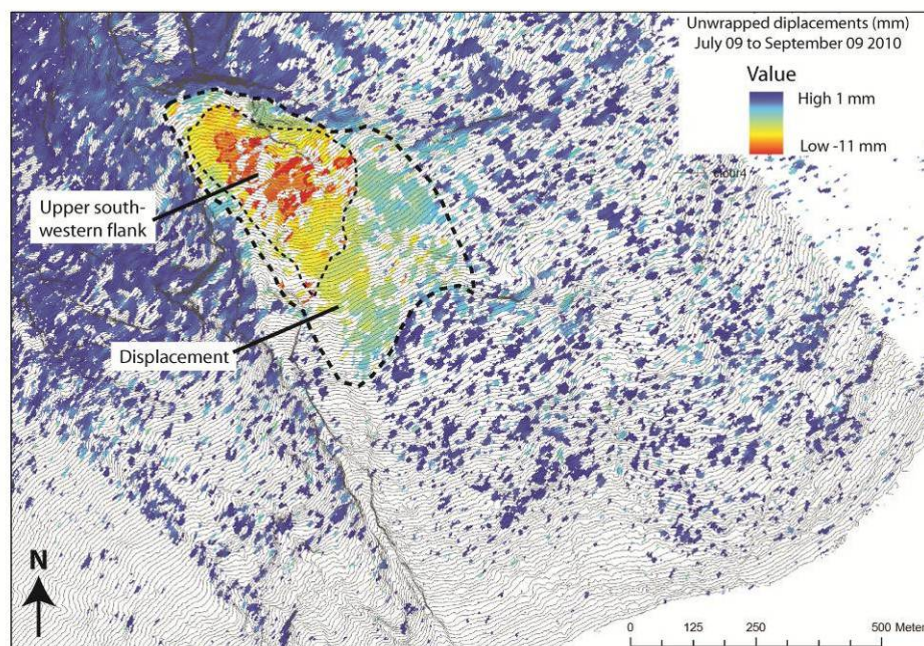 Unwrapped diplacements (mm)
July 09 to September 09 2010
Value
High 1 mm
Low -11 mm
Upper south-
western flank
Displacement
N
0 125 250 500 Meter